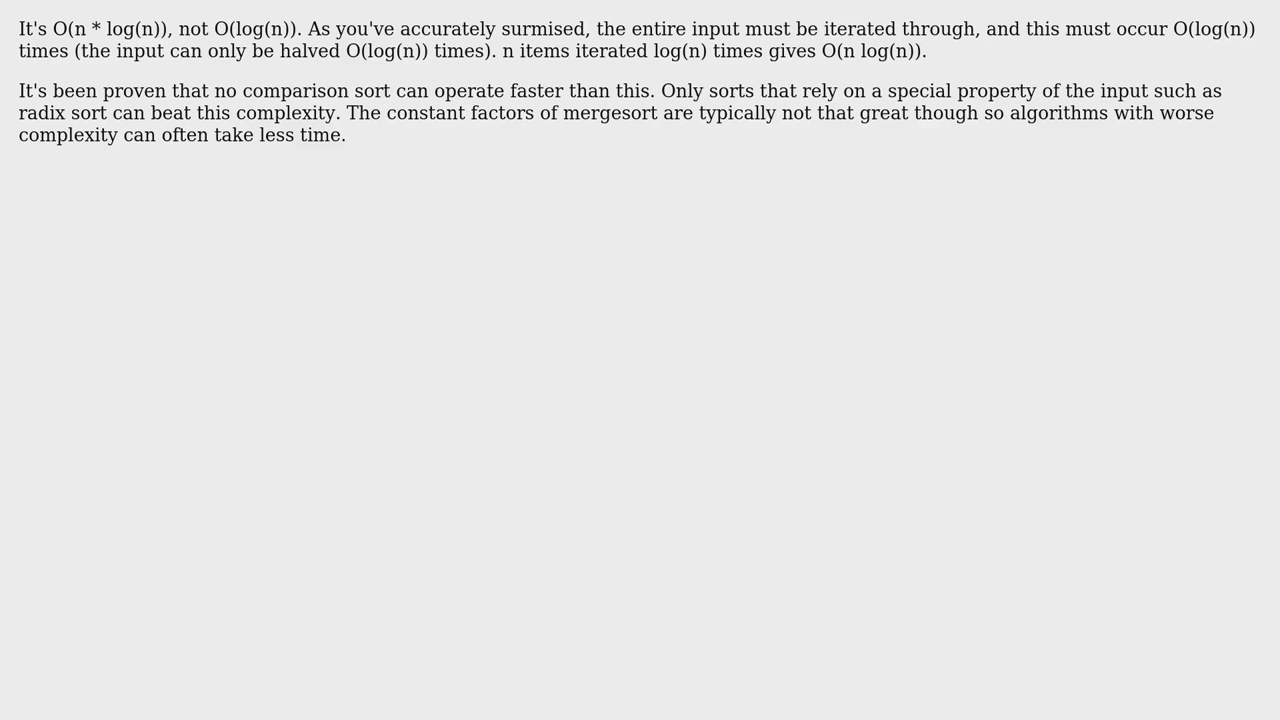 It's O(n * log(n)), not O(log(n)). As you've accurately surmised, the entire input must be iterated through, and this must occur O(log(n))
times (the input can only be halved O(log(n)) times). n items iterated log(n) times gives O(n log(n)).
It's been proven that no comparison sort can operate faster than this. Only sorts that rely on a special property of the input such as
radix sort can beat this complexity. The constant factors of mergesort are typically not that great though so algorithms with worse
complexity can often take less time.